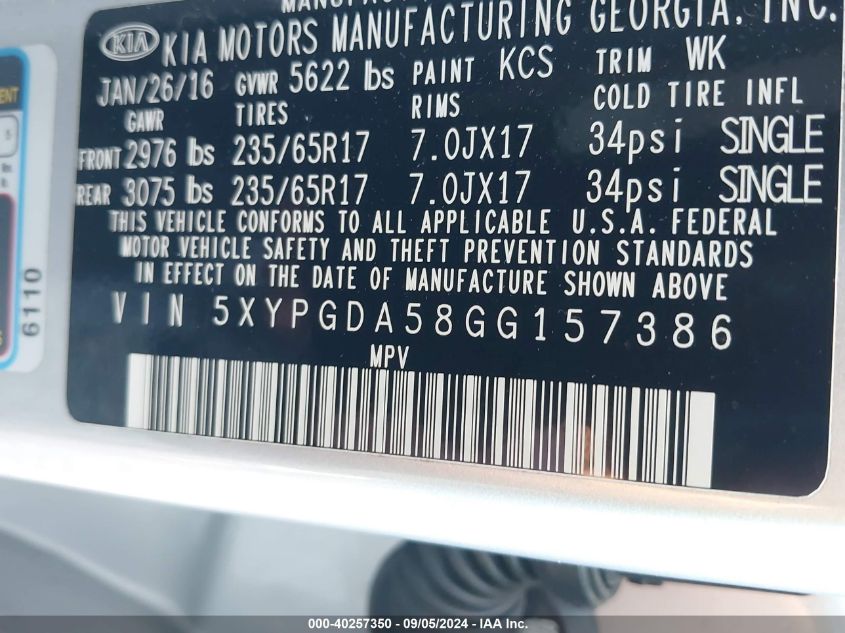 KIA KIA MOTORS MANUFACTURING GEORGIA, INC.
JAN/26/16 GVWR 5622 lbs PAINT KCS TRIM WK
GAWR TIRES RIMS COLD TIRE INFL
FRONT 2976 lbs 235/65R17 7.0JX17 34psi SINGLE
REAR 3075 lbs 235/65R17 7.0JX17 34psi SINGLE
THIS VEHICLE CONFORMS TO ALL APPLICABLE U.S.A. FEDERAL
MOTOR VEHICLE SAFETY AND THEFT PREVENTION STANDARDS
IN EFFECT ON THE DATE OF MANUFACTURE SHOWN ABOVE
VIN 5XYPGDA58GG157386
MPV
6110
000-40257350 - 09/05/2024 - IAA Inc.